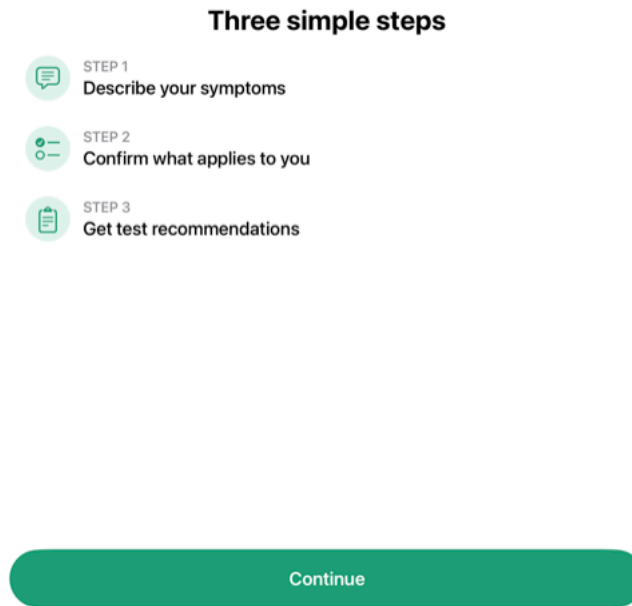 Three simple steps
STEP 1
Describe your symptoms
STEP 2
Confirm what applies to you
STEP 3
Get test recommendations
Continue